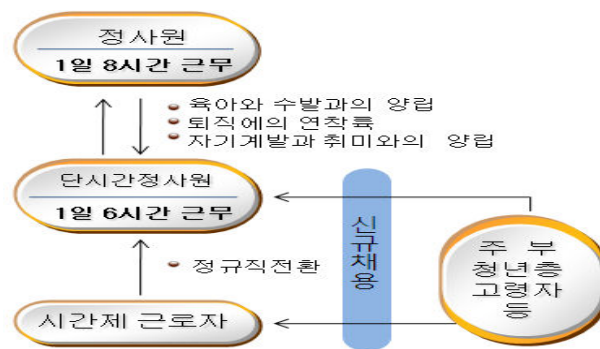 정사원
1일 8시간 근무
육아와 수발과의 양립
퇴직에의 연착륙
자기계발과 취미와의 양립
단시간정사원
1일 6시간 근무
신규채용
주 부
청년층
고령자
등
정규직전환
시간제 근로자